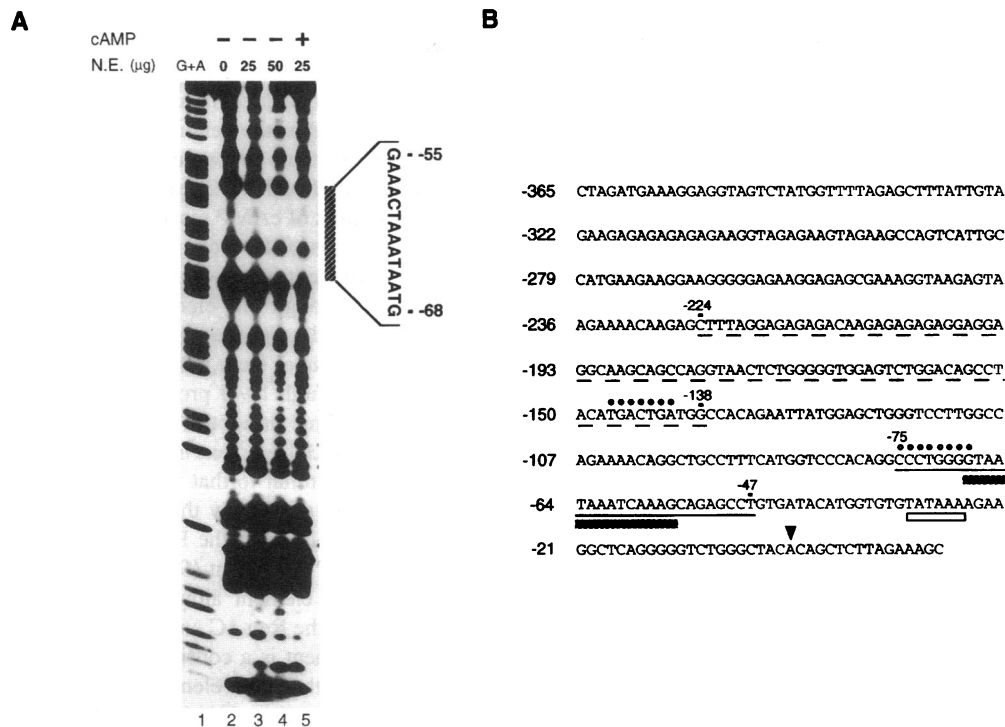 A
cAMP - - - +
N.E. (µg) G+A 0 25 50 25
GAAACTAAATAATG
-55
-68
1 2 3 4 5
B
-365 CTAGATGAAAGGAGGTAGTCTATGGTTTTAGAGCTTTATTGTA
-322 GAAGAGAGAGAGAGAAGGTAGAGAAGTAGAAGCCAGTCATTGC
-279 CATGAAGAAGGAAGGGGGAGAAGGAGAGCGAAAGGTAAGAGTA
-224
-236 AGAAAACAAGAGCTTTAGGAGAGAGACAAGAGAGAGAGGAGGA
-193 GGCAAGCAGCCAGGTAACTCTGGGGGTGGAGTCTGGACAGCCT
-138
-150 ACATGACTGATGGCCACAGAATTATGGAGCTGGGTCCTTGGCC
-75
-107 AGAAAACAGGCTGCCTTTCATGGTCCCACAGGCCCTGGGGTAA
-47
-64 TAAATCAAAGCAGAGCCTGTGATACATGGTGTGTATAAAAGAA
-21 GGCTCAGGGGGTCTGGGCTACACAGCTCTTAGAAAGC